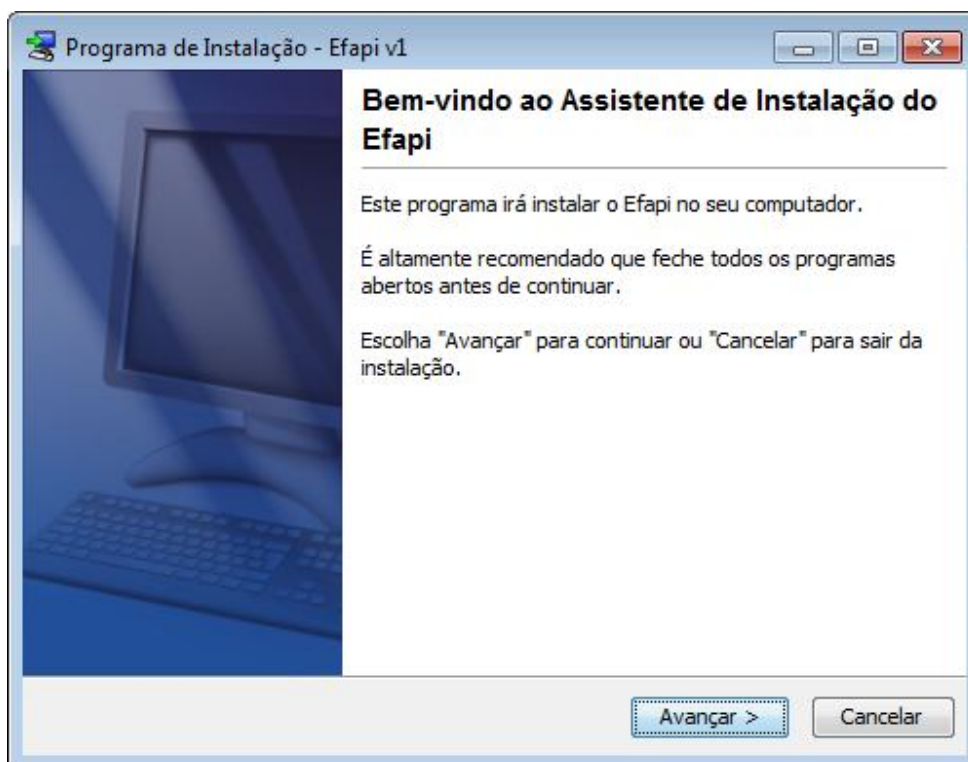 Programa de Instalação - Efapi v1
Bem-vindo ao Assistente de Instalação do
Efapi
Este programa irá instalar o Efapi no seu computador.
É altamente recomendado que feche todos os programas
abertos antes de continuar.
Escolha "Avançar" para continuar ou "Cancelar" para sair da
instalação.
Avançar > Cancelar